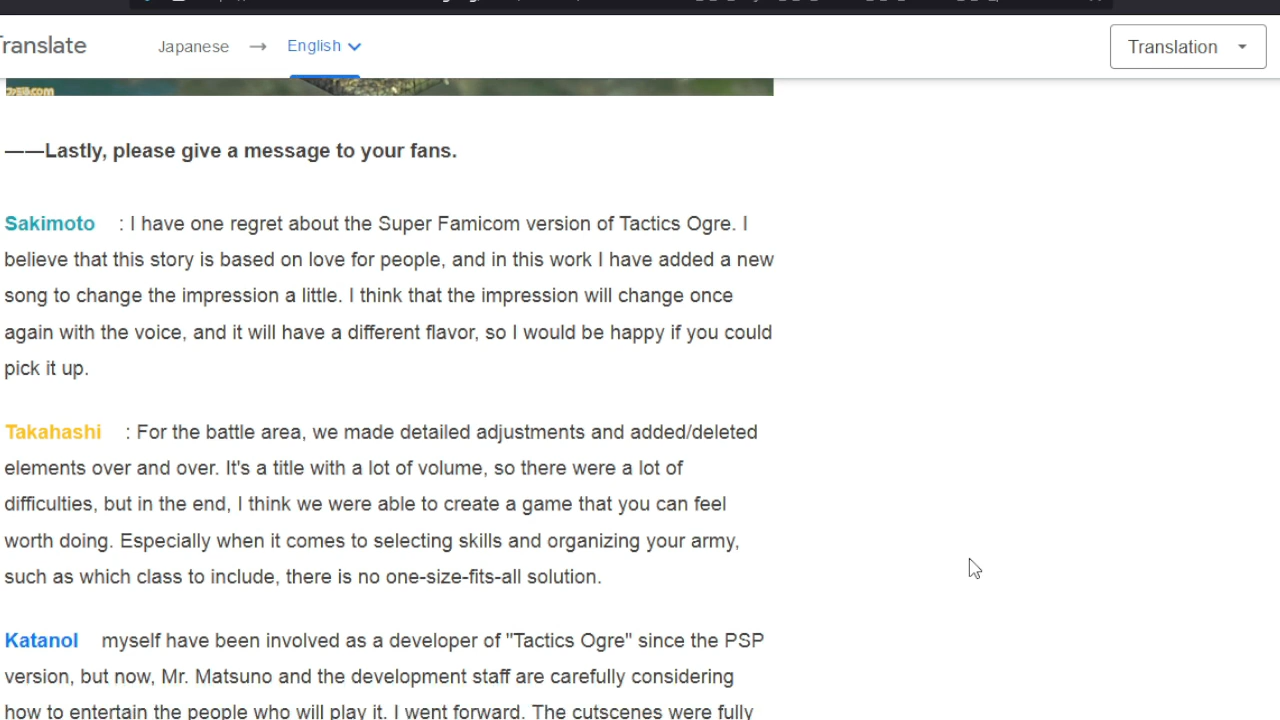 Translate
Japanese → English
Translation
——Lastly, please give a message to your fans.
Sakimoto : I have one regret about the Super Famicom version of Tactics Ogre. I
believe that this story is based on love for people, and in this work I have added a new
song to change the impression a little. I think that the impression will change once
again with the voice, and it will have a different flavor, so I would be happy if you could
pick it up.
Takahashi : For the battle area, we made detailed adjustments and added/deleted
elements over and over. It's a title with a lot of volume, so there were a lot of
difficulties, but in the end, I think we were able to create a game that you can feel
worth doing. Especially when it comes to selecting skills and organizing your army,
such as which class to include, there is no one-size-fits-all solution.
Katanol myself have been involved as a developer of "Tactics Ogre" since the PSP
version, but now, Mr. Matsuno and the development staff are carefully considering
how to entertain the people who will play it. I went forward. The cutscenes were fully